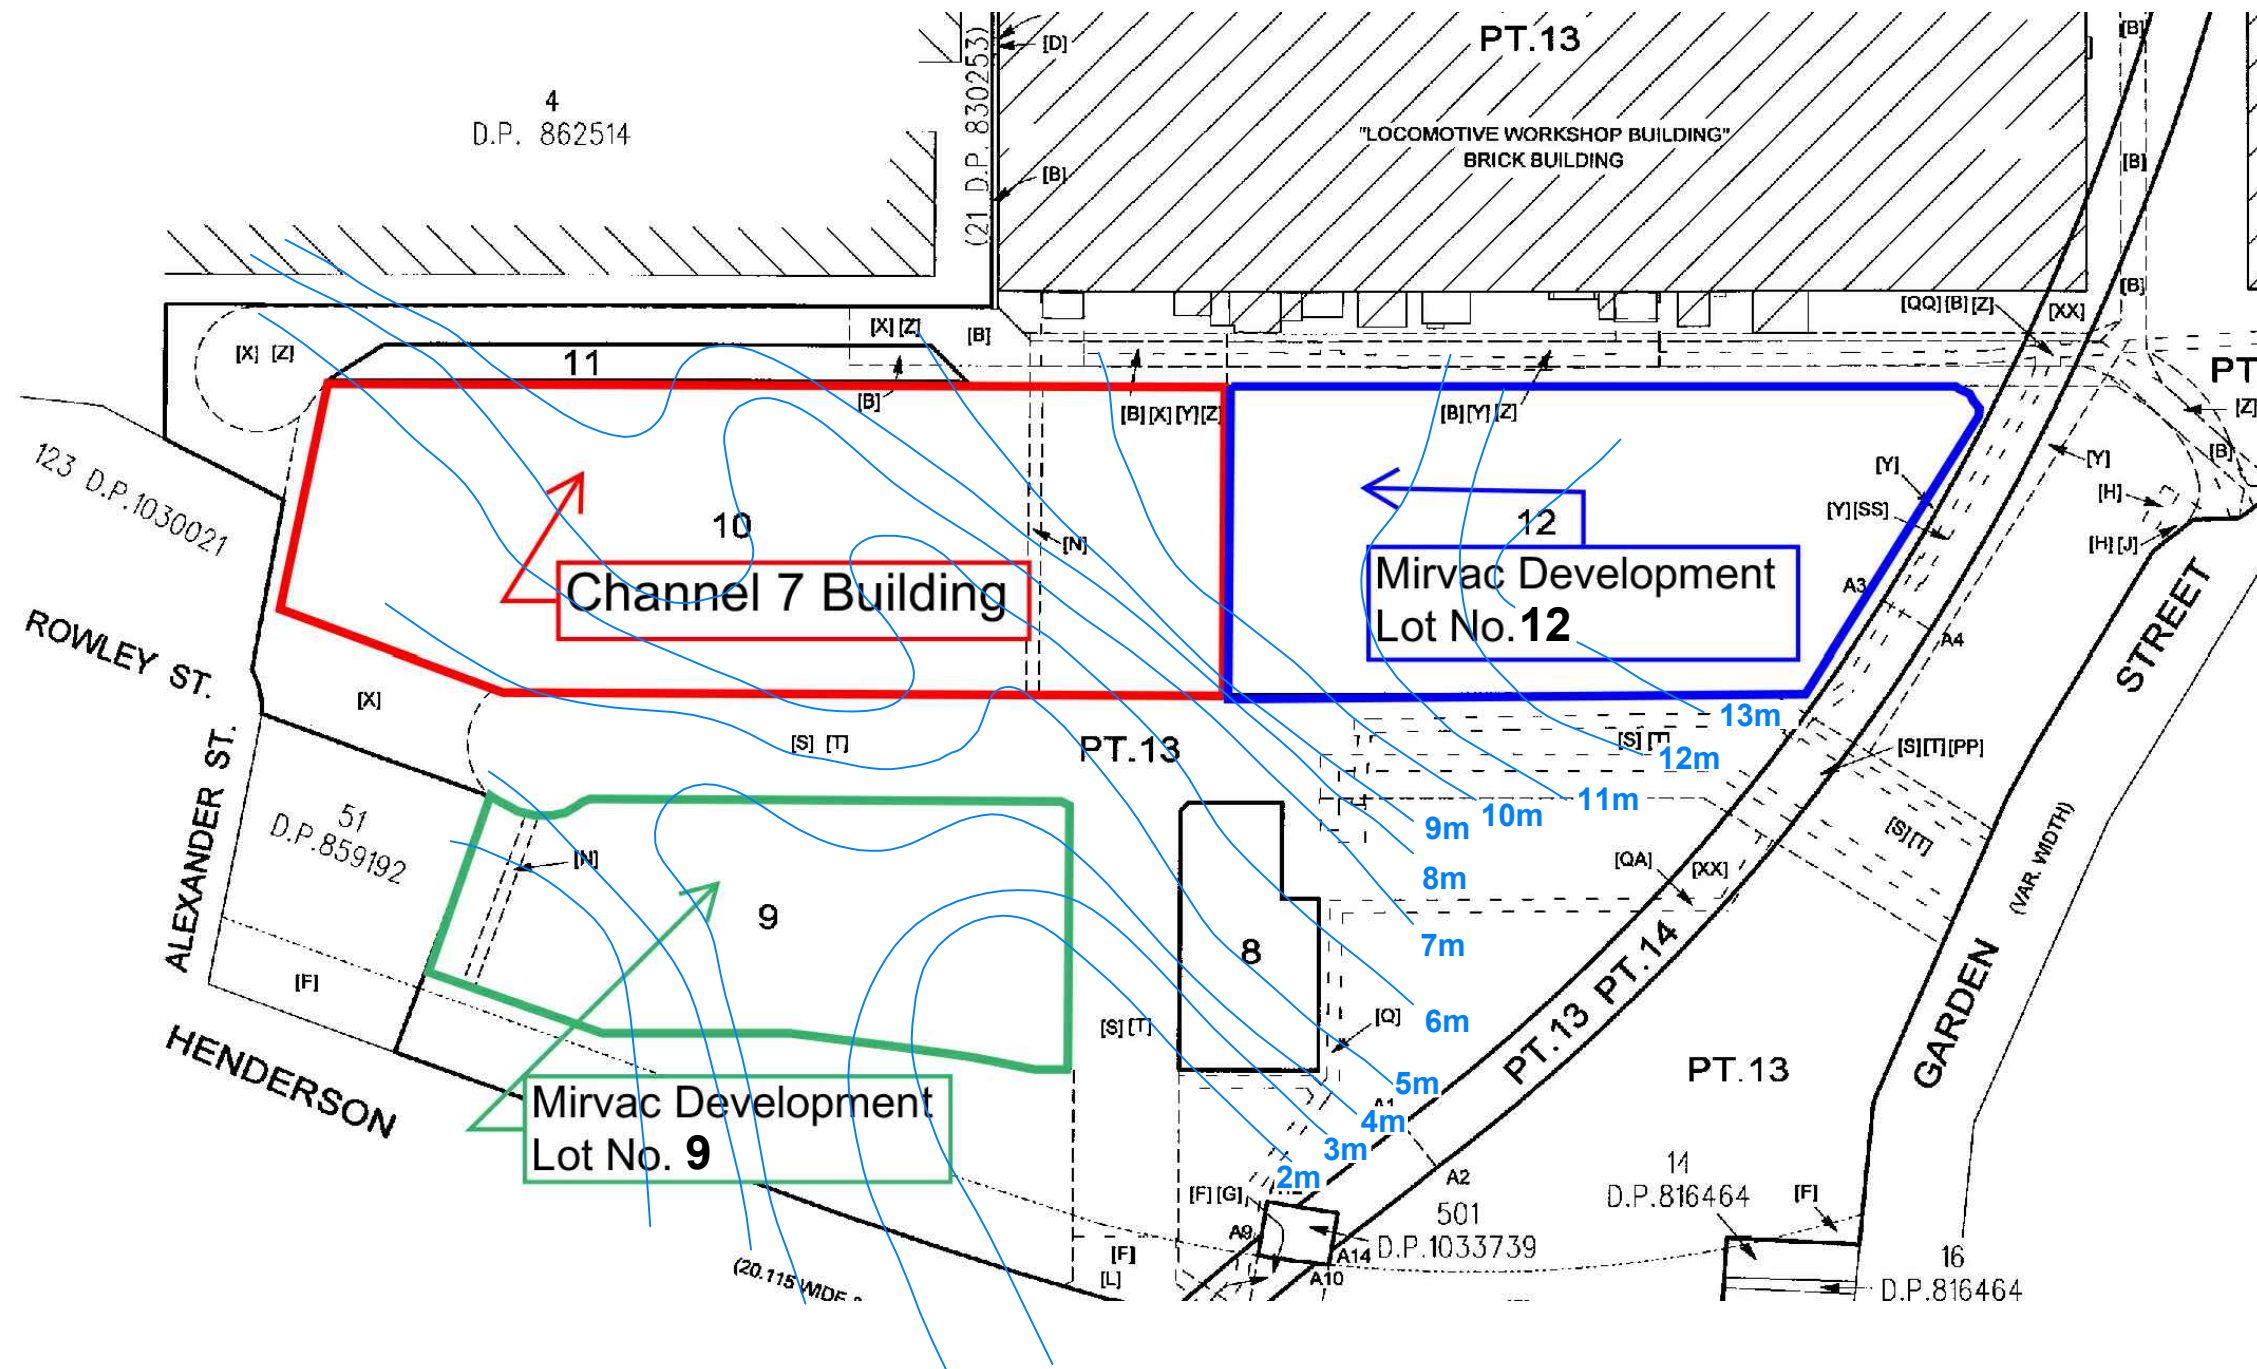 PT.13
[D]
[B]
4
D.P. 862514
(21 D.P. 830253)
"LOCOMOTIVE WORKSHOP BUILDING"
BRICK BUILDING
[B]
[B]
[B]
[QQ] [B] [Z]
[XX]
[X] [Z]
[X] [Z]
[B]
11
[B]
[B] [X] [Y] [Z]
[B] [Y] [Z]
PT
[Z]
[B]
[Y]
[Y]
[H]
[Y] [SS]
[H] [J]
123 D.P.1030021
10
[N]
12
Channel 7 Building
Mirvac Development
Lot No. 12
A3
A4
ROWLEY ST.
[X]
[S] [T]
PT.13
[S] [T]
13m
12m
11m
10m
9m
8m
7m
6m
5m
4m
3m
2m
[S] [T] [PP]
STREET
ALEXANDER ST.
51
D.P.859192
[N]
9
8
[QA]
[XX]
[S] [T]
(VAR. WIDTH)
GARDEN
[F]
[S] [T]
[Q]
PT.13 PT.14
PT.13
HENDERSON
Mirvac Development
Lot No. 9
A1
A2
[F] [G]
A9
501
D.P.1033739
A14
A10
14
D.P.816464
[F]
[F]
[L]
(20.115 WIDE
16
D.P.816464